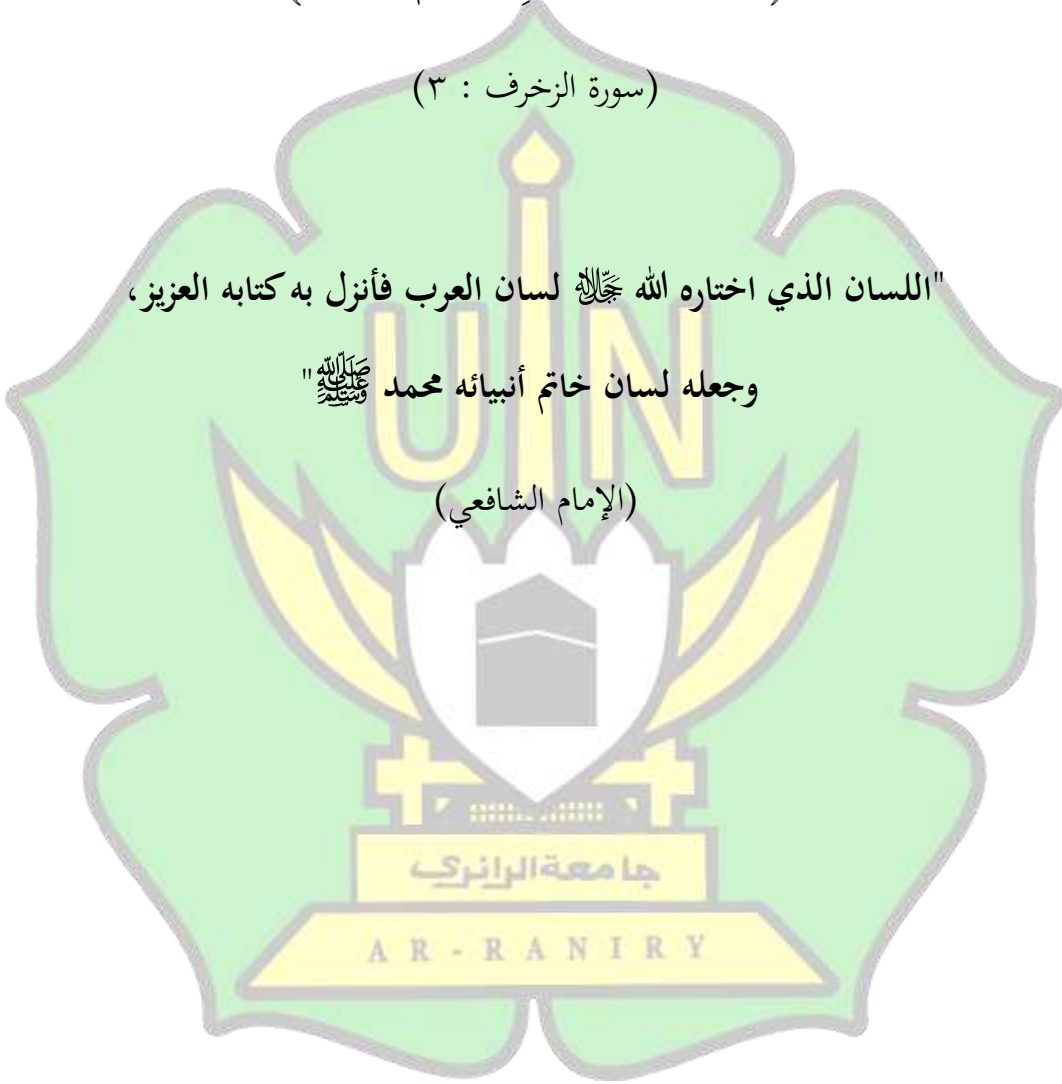 (سورة الزخرف : ٣)
"اللسان الذي اختاره الله ﷻ لسان العرب فأنزل به كتابه العزيز،
وجعله لسان خاتم أنبيائه محمد ﷺ"
(الإمام الشافعي)
UIN
جامعة الرانري
AR-RANIRY